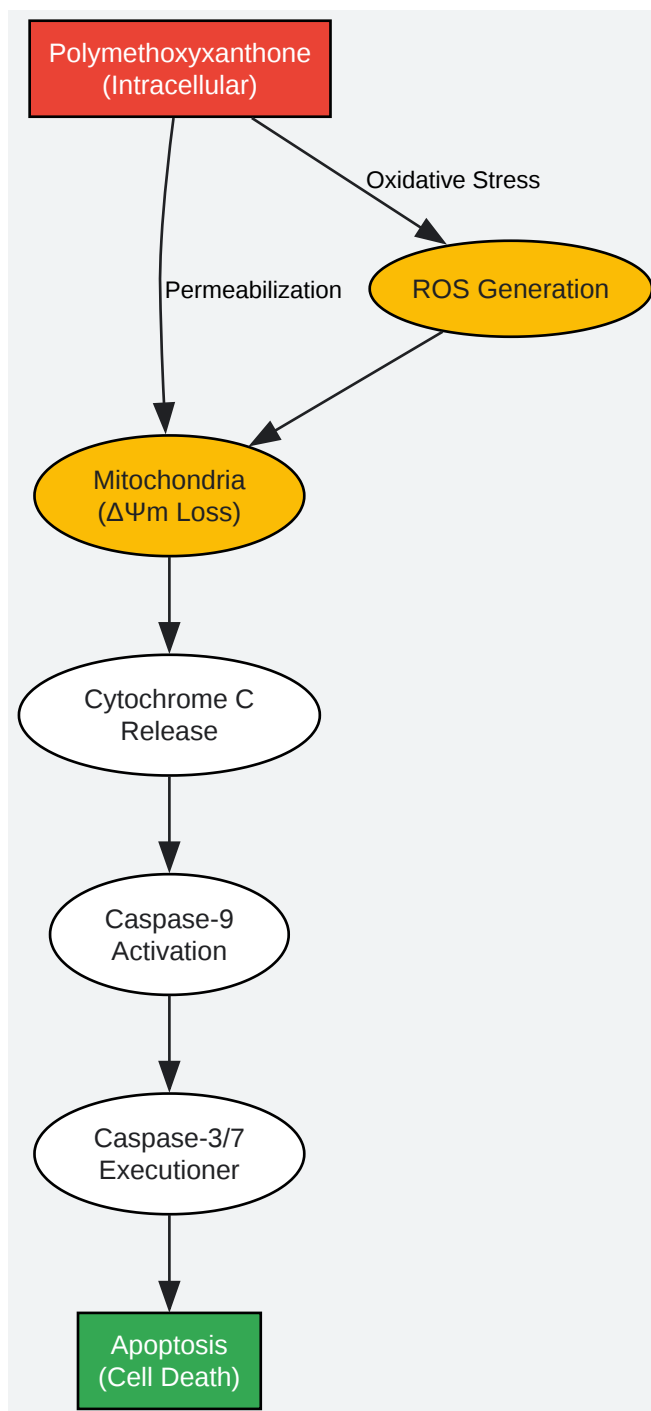 Polymethoxyxanthone
(Intracellular)
Oxidative Stress
ROS Generation
Permeabilization
Mitochondria
(ΔΨm Loss)
Cytochrome C
Release
Caspase-9
Activation
Caspase-3/7
Executioner
Apoptosis
(Cell Death)